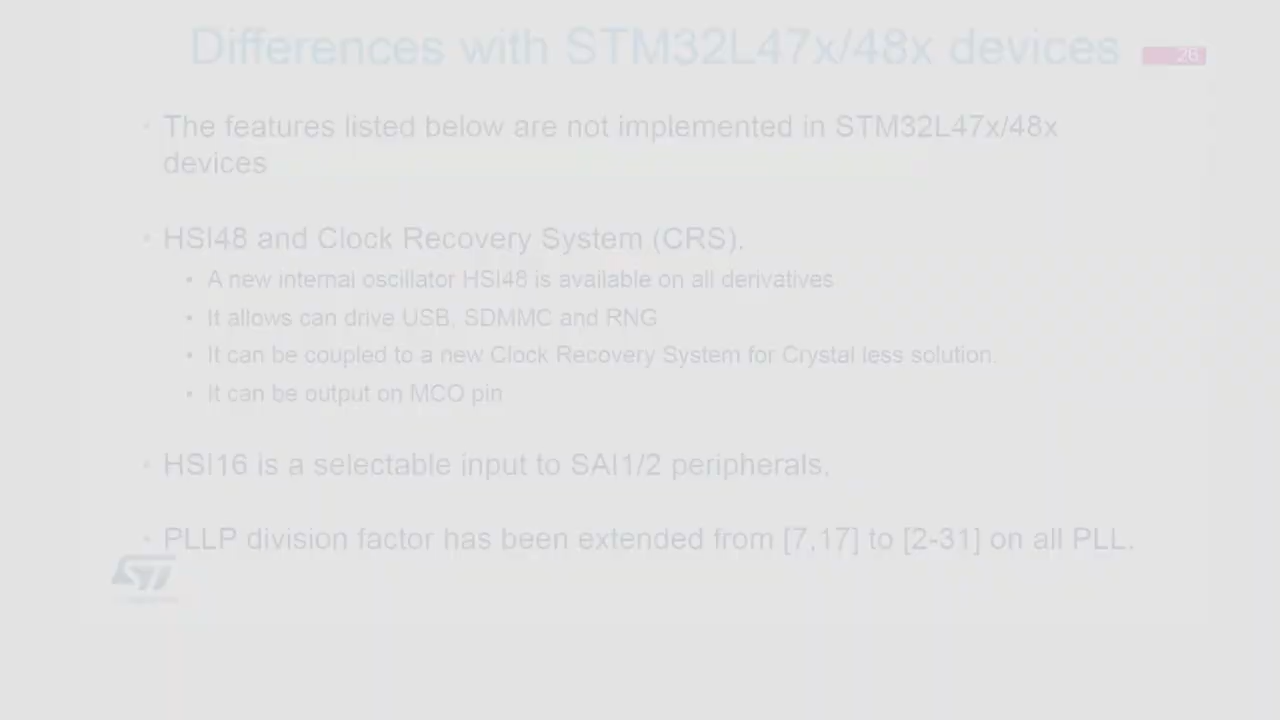 Differences with STM32L47x/48x devices
26
• The features listed below are not implemented in STM32L47x/48x
devices
• HSI48 and Clock Recovery System (CRS).
• A new internal oscillator HSI48 is available on all derivatives
• It allows can drive USB, SDMMC and RNG
• It can be coupled to a new Clock Recovery System for Crystal less solution.
• It can be output on MCO pin
• HSI16 is a selectable input to SAI1/2 peripherals.
• PLLP division factor has been extended from [7,17] to [2-31] on all PLL.
ST